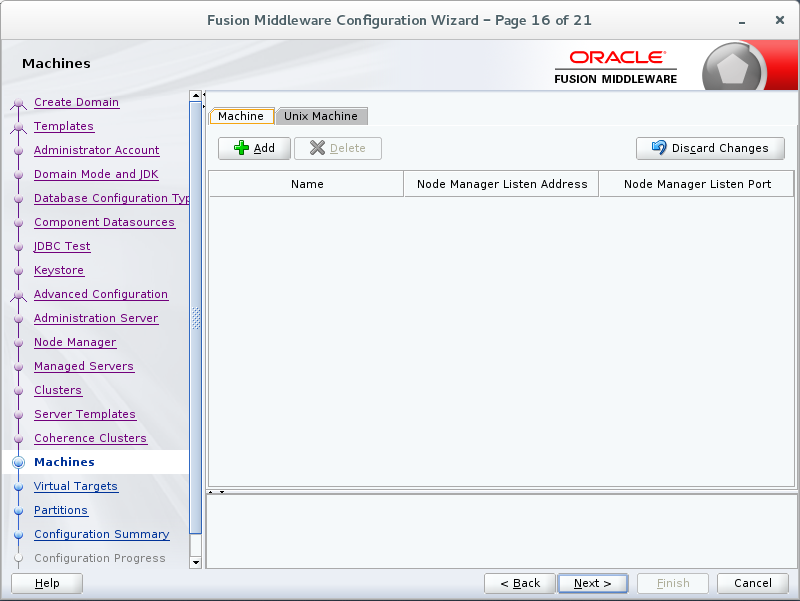 Fusion Middleware Configuration Wizard – Page 16 of 21
Machines
ORACLE
FUSION MIDDLEWARE
Create Domain
Templates
Administrator Account
Domain Mode and JDK
Database Configuration Typ
Component Datasources
JDBC Test
Keystore
Advanced Configuration
Administration Server
Node Manager
Managed Servers
Clusters
Server Templates
Coherence Clusters
Machines
Virtual Targets
Partitions
Configuration Summary
Configuration Progress
Machine Unix Machine
Add Delete Discard Changes
Name Node Manager Listen Address Node Manager Listen Port
Help < Back Next > Finish Cancel